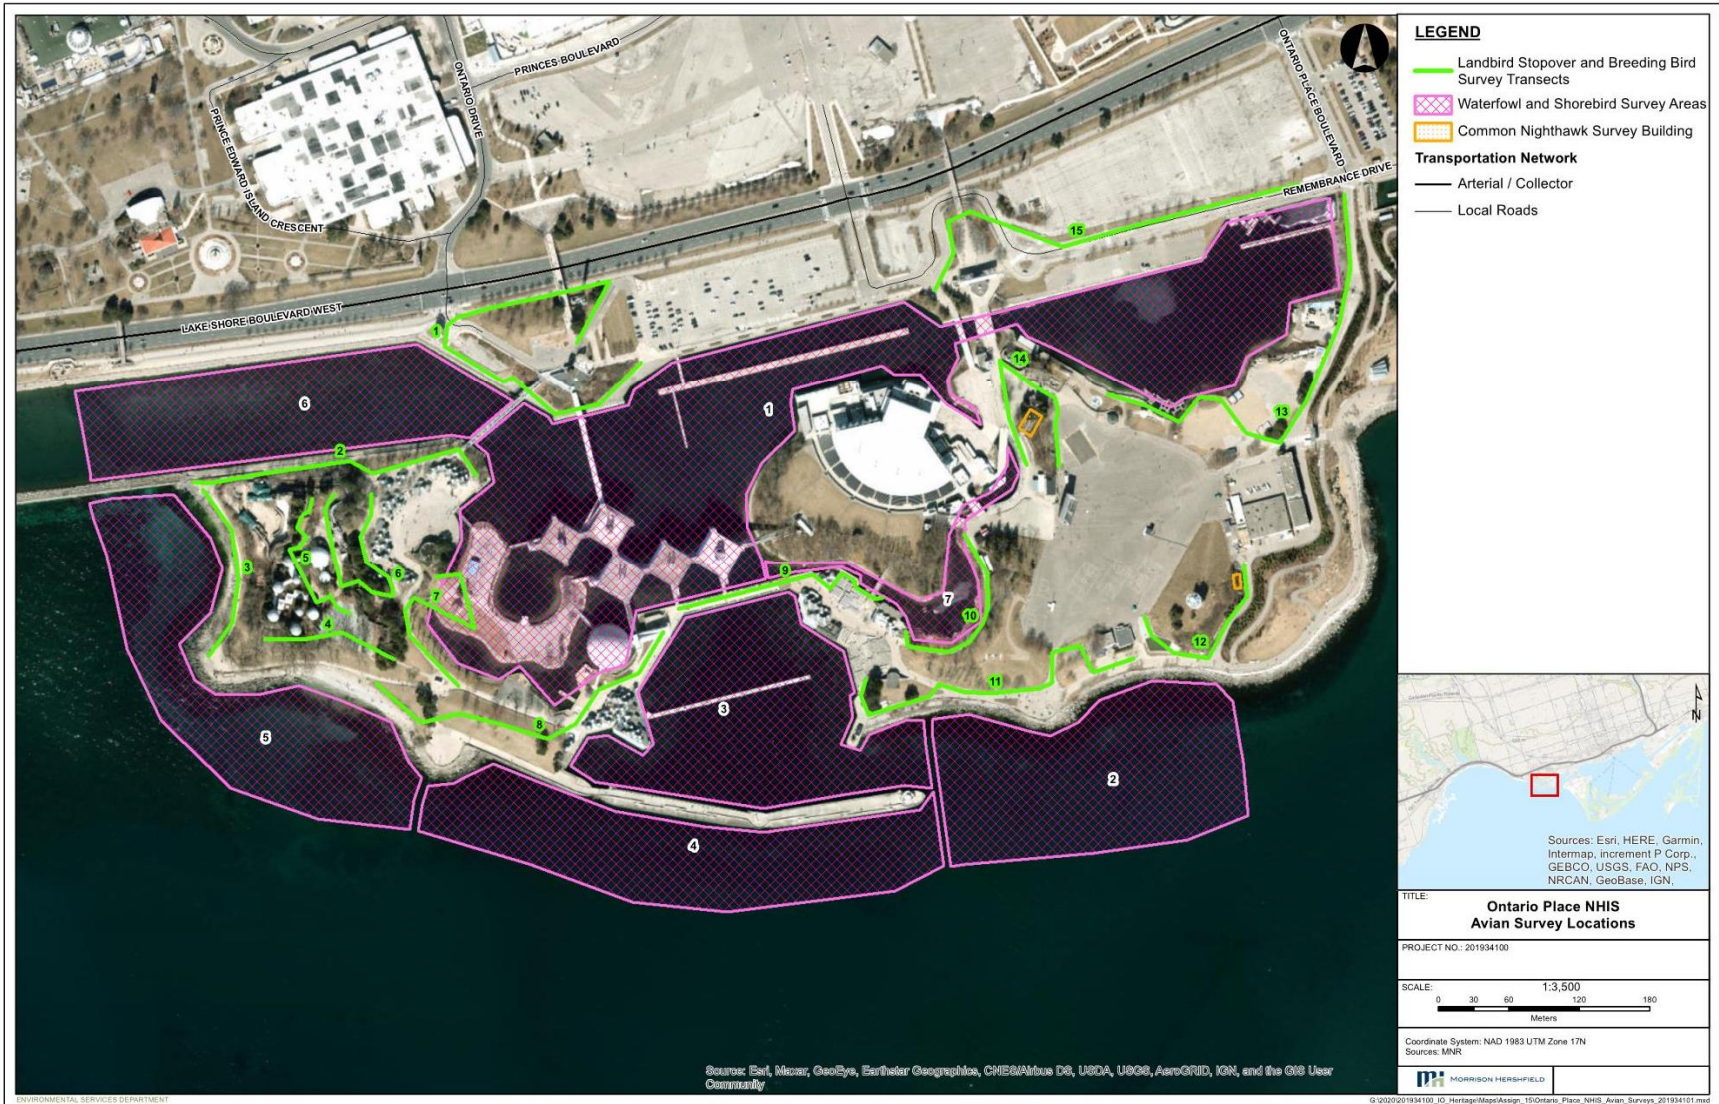 PRINCES BOULEVARD
ONTARIO DRIVE
PRINCE EDWARD ISLAND CRESCENT
ONTARIO PLACE BOULEVARD
REMEMBRANCE DRIVE
LAKE SHORE BOULEVARD WEST
15
1
14
6
1
13
2
3
5
6
9
7
7
10
4
12
11
3
8
5
2
4
Source: Esri, Maxar, GeoEye, Earthstar Geographics, CNES/Airbus DS, USDA, USGS, AeroGRID, IGN, and the GIS User
Community
LEGEND
Landbird Stopover and Breeding Bird
Survey Transects
Waterfowl and Shorebird Survey Areas
Common Nighthawk Survey Building
Transportation Network
Arterial / Collector
Local Roads
N
Sources: Esri, HERE, Garmin,
Intermap, increment P Corp.,
GEBCO, USGS, FAO, NPS,
NRCAN, GeoBase, IGN,
TITLE:
Ontario Place NHIS
Avian Survey Locations
PROJECT NO.: 201934100
SCALE:
1:3,500
0 30 60 120 180
Meters
Coordinate System: NAD 1983 UTM Zone 17N
Sources: MNR
MORRISON HERSHFIELD
ENVIRONMENTAL SERVICES DEPARTMENT
G:\2020\201934100_IO_Heritage\Maps\Assign_15\Ontario_Place_NHIS_Avian_Surveys_201934101.mxd